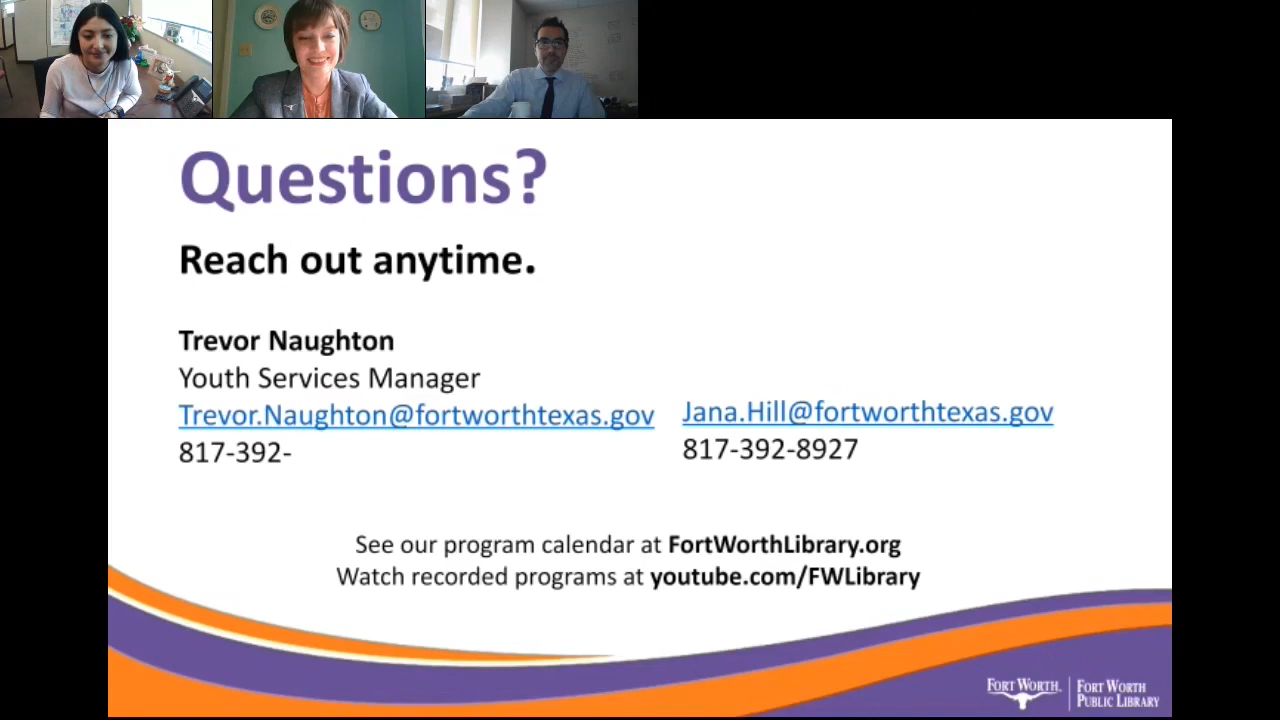 Questions?
Reach out anytime.
Trevor Naughton
Youth Services Manager
Trevor.Naughton@fortworthtexas.gov
817-392-
Jana.Hill@fortworthtexas.gov
817-392-8927
See our program calendar at FortWorthLibrary.org
Watch recorded programs at youtube.com/FWLibrary
FORT WORTH.
FORT WORTH
PUBLIC LIBRARY